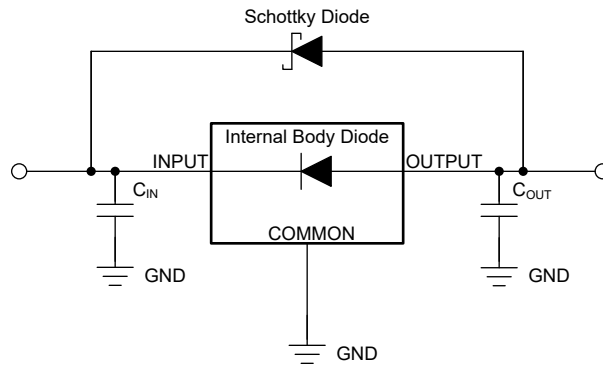 Schottky Diode
Internal Body Diode
INPUT
OUTPUT
CIN
COUT
COMMON
GND
GND
GND